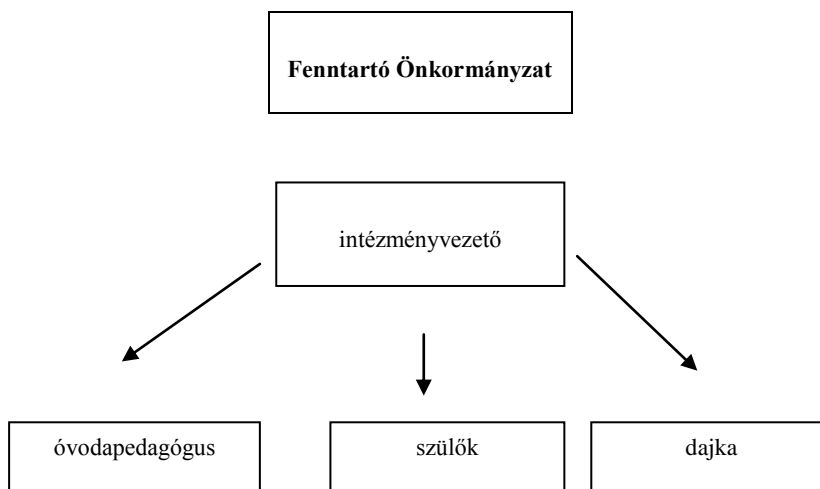 Fenntartó Önkormányzat
intézményvezető
óvodapedagógus
szülők
dajka